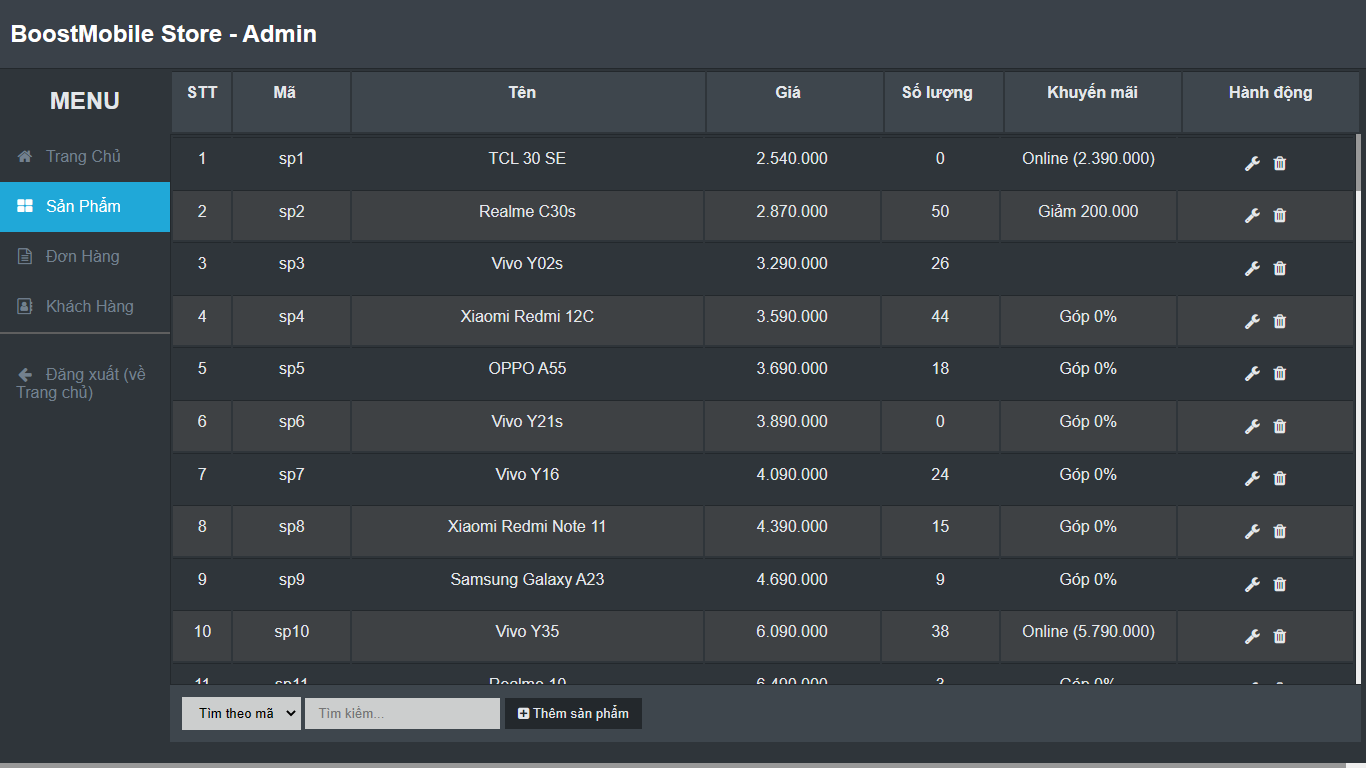 BoostMobile Store - Admin
MENU
Trang Chủ
Sản Phẩm
Đơn Hàng
Khách Hàng
Đăng xuất (về
Trang chủ)
STT Mã Tên Giá Số lượng Khuyến mãi Hành động
1 sp1 TCL 30 SE 2.540.000 0 Online (2.390.000)
2 sp2 Realme C30s 2.870.000 50 Giảm 200.000
3 sp3 Vivo Y02s 3.290.000 26
4 sp4 Xiaomi Redmi 12C 3.590.000 44 Góp 0%
5 sp5 OPPO A55 3.690.000 18 Góp 0%
6 sp6 Vivo Y21s 3.890.000 0 Góp 0%
7 sp7 Vivo Y16 4.090.000 24 Góp 0%
8 sp8 Xiaomi Redmi Note 11 4.390.000 15 Góp 0%
9 sp9 Samsung Galaxy A23 4.690.000 9 Góp 0%
10 sp10 Vivo Y35 6.090.000 38 Online (5.790.000)
11 sp11 Realme 10 6.490.000 3 Góp 0%
Tìm theo mã Tìm kiếm... Thêm sản phẩm